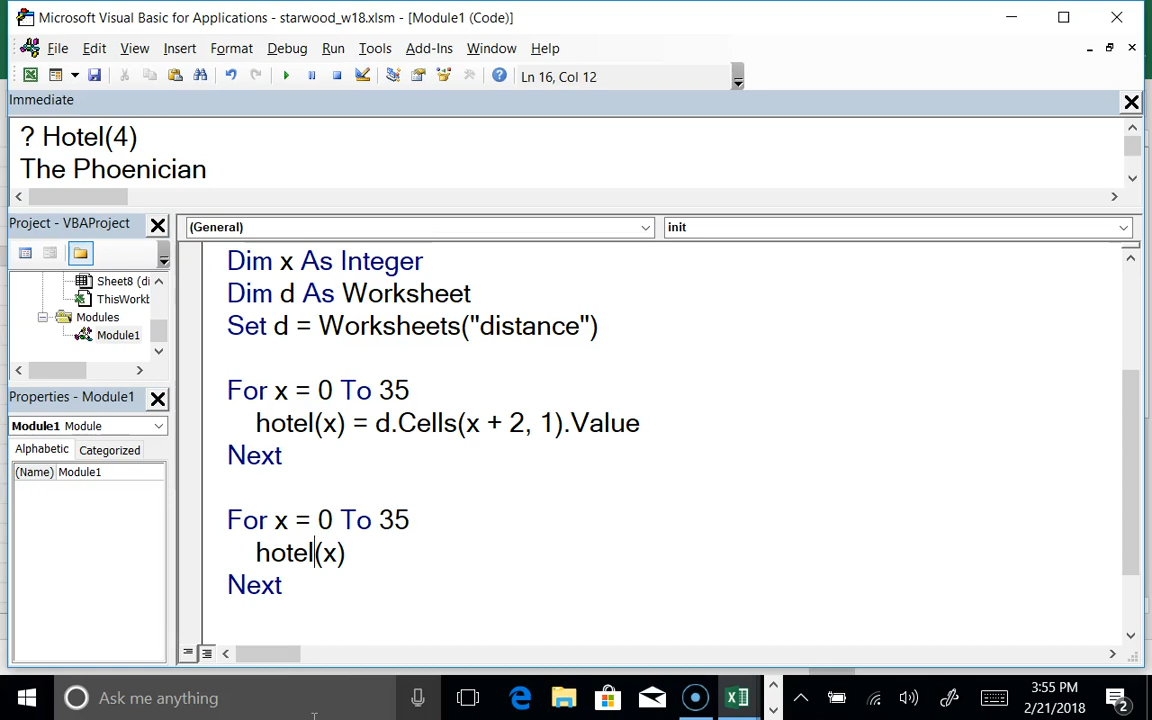 Microsoft Visual Basic for Applications - starwood_w18.xlsm - [Module1 (Code)]
File Edit View Insert Format Debug Run Tools Add-Ins Window Help
Ln 16, Col 12
Immediate
? Hotel(4)
The Phoenician
Project - VBAProject
(General)
init
Sheet8 (di
ThisWorkb
Modules
Module1
Properties - Module1
Module1 Module
Alphabetic Categorized
(Name) Module1
Dim x As Integer
Dim d As Worksheet
Set d = Worksheets("distance")
For x = 0 To 35
hotel(x) = d.Cells(x + 2, 1).Value
Next
For x = 0 To 35
hotel(x)
Next
Ask me anything
3:55 PM
2/21/2018
2